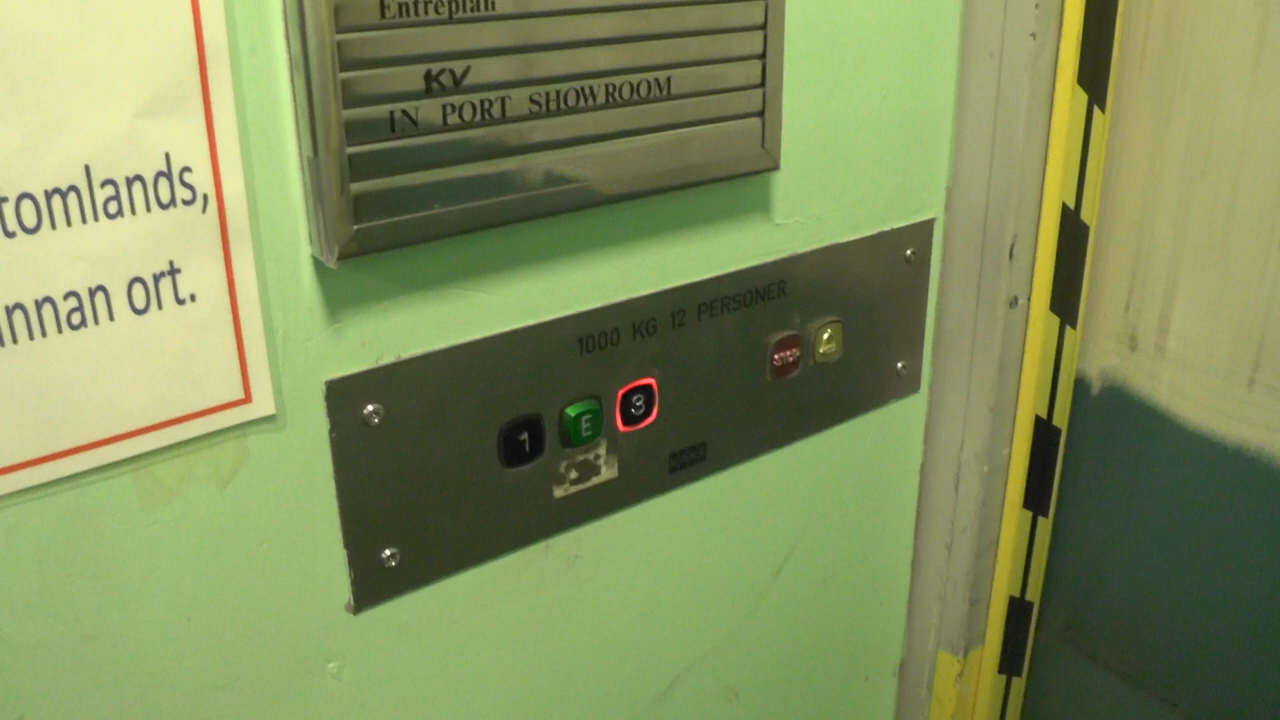 Entreplan
KV
IN PORT SHOWROOM
tomlands,
nnan ort.
1000 KG 12 PERSONER
1
E
3
STOP